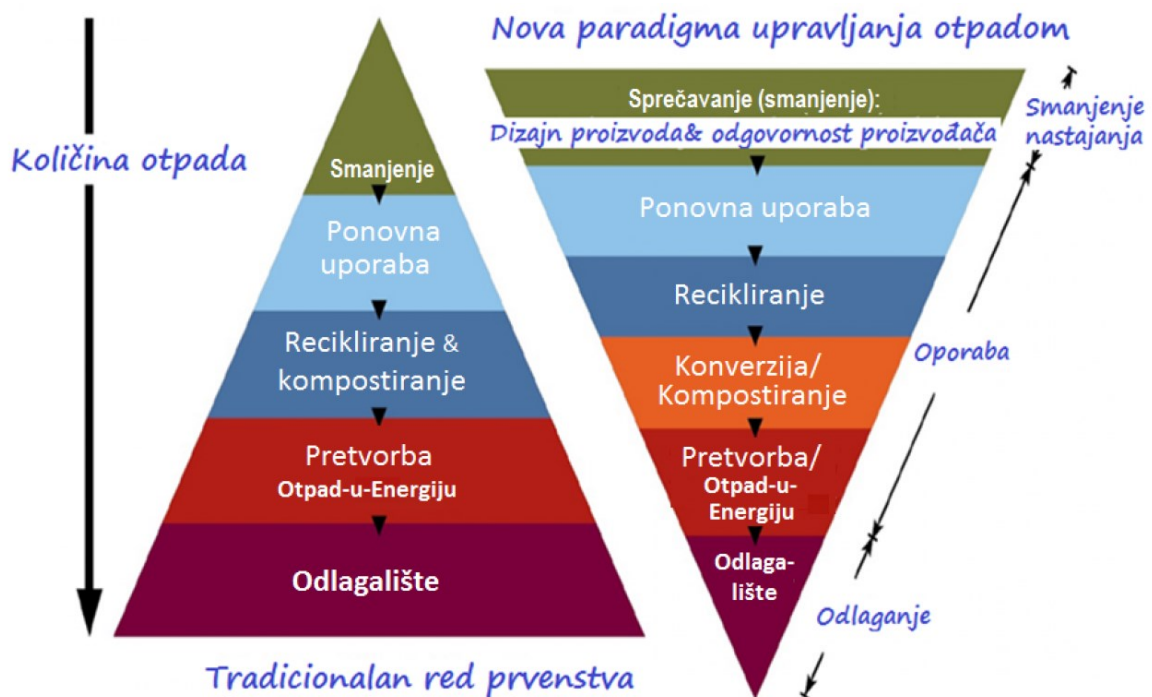 Nova paradigma upravljanja otpadom
Količina otpada
Smanjenje
Ponovna
uporaba
Recikliranje &
kompostiranje
Pretvorba
Otpad-u-Energiju
Odlagalište
Tradicionalan red prvenstva
Sprečavanje (smanjenje):
Dizajn proizvoda& odgovornost proizvođača
Ponovna uporaba
Recikliranje
Konverzija/
Kompostiranje
Pretvorba/
Otpad-u-
Energiju
Odlaga-
lište
Smanjenje
nastajanja
Oporaba
Odlaganje